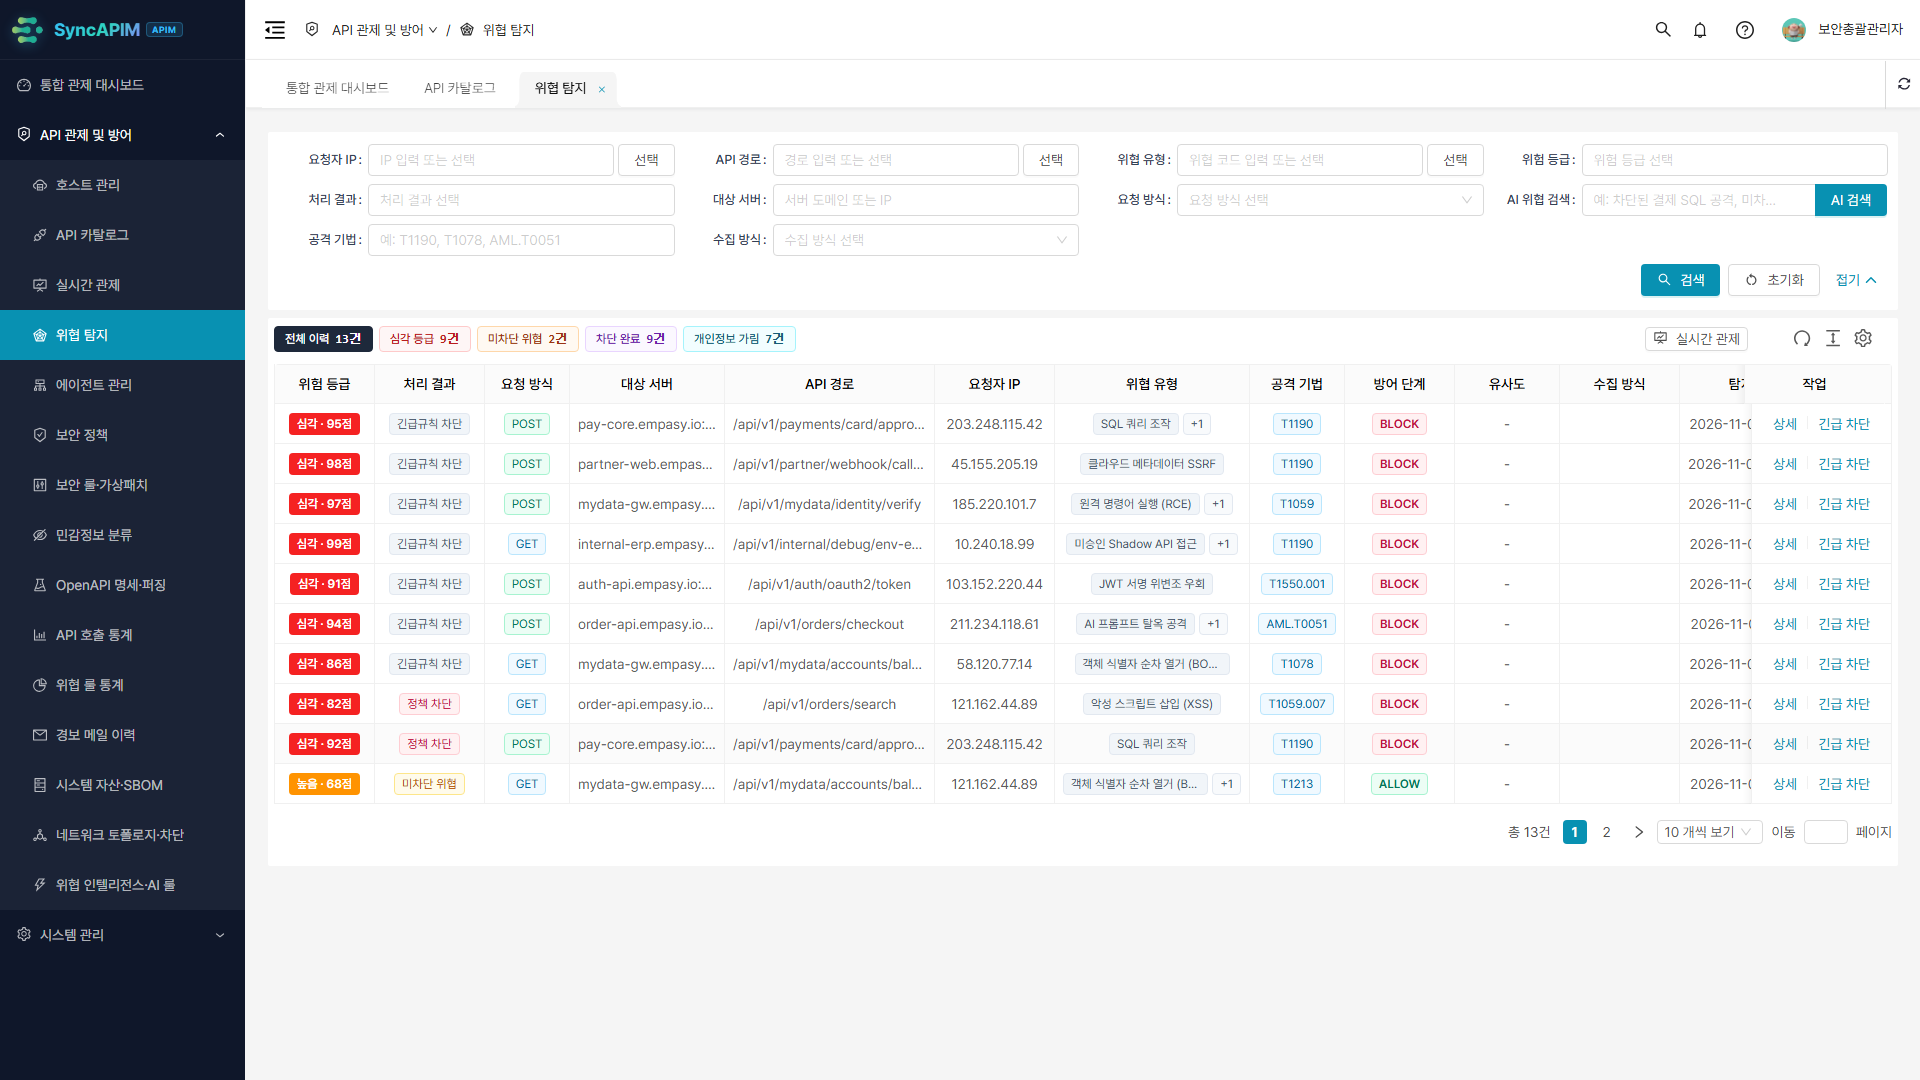 SyncAPIM APIM
API 관제 및 방어 / 위협 탐지
보안총괄관리자
통합 관제 대시보드
API 관제 및 방어
호스트 관리
API 카탈로그
실시간 관제
위협 탐지
에이전트 관리
보안 정책
보안 룰·가상패치
민감정보 분류
OpenAPI 명세·퍼징
API 호출 통계
위협 룰 통계
경보 메일 이력
시스템 자산·SBOM
네트워크 토폴로지·차단
위협 인텔리전스·AI 룰
시스템 관리
통합 관제 대시보드 API 카탈로그 위협 탐지 ×
요청자 IP : IP 입력 또는 선택 선택 API 경로 : 경로 입력 또는 선택 선택 위협 유형 : 위협 코드 입력 또는 선택 선택 위험 등급 : 위험 등급 선택
처리 결과 : 처리 결과 선택 대상 서버 : 서버 도메인 또는 IP 요청 방식 : 요청 방식 선택 AI 위협 검색 : 예: 차단된 결제 SQL 공격, 미차... AI 검색
공격 기법 : 예: T1190, T1078, AML.T0051 수집 방식 : 수집 방식 선택
검색 초기화 접기
전체 이력 13건 심각 등급 9건 미차단 위협 2건 차단 완료 9건 개인정보 가림 7건 실시간 관제
위험 등급 처리 결과 요청 방식 대상 서버 API 경로 요청자 IP 위협 유형 공격 기법 방어 단계 유사도 수집 방식 작업
심각 · 95점 긴급규칙 차단 POST pay-core.empasy.io:... /api/v1/payments/card/appro... 203.248.115.42 SQL 쿼리 조작 +1 T1190 BLOCK - 2026-11-0 상세 긴급 차단
심각 · 98점 긴급규칙 차단 POST partner-web.empas... /api/v1/partner/webhook/call... 45.155.205.19 클라우드 메타데이터 SSRF T1190 BLOCK - 2026-11-0 상세 긴급 차단
심각 · 97점 긴급규칙 차단 POST mydata-gw.empasy.... /api/v1/mydata/identity/verify 185.220.101.7 원격 명령어 실행 (RCE) +1 T1059 BLOCK - 2026-11-0 상세 긴급 차단
심각 · 99점 긴급규칙 차단 GET internal-erp.empasy... /api/v1/internal/debug/env-e... 10.240.18.99 미승인 Shadow API 접근 +1 T1190 BLOCK - 2026-11-0 상세 긴급 차단
심각 · 91점 긴급규칙 차단 POST auth-api.empasy.io:... /api/v1/auth/oauth2/token 103.152.220.44 JWT 서명 위변조 우회 T1550.001 BLOCK - 2026-11-0 상세 긴급 차단
심각 · 94점 긴급규칙 차단 POST order-api.empasy.io... /api/v1/orders/checkout 211.234.118.61 AI 프롬프트 탈옥 공격 +1 AML.T0051 BLOCK - 2026-11-0 상세 긴급 차단
심각 · 86점 긴급규칙 차단 GET mydata-gw.empasy.... /api/v1/mydata/accounts/bal... 58.120.77.14 객체 식별자 순차 열거 (BO... T1078 BLOCK - 2026-11-0 상세 긴급 차단
심각 · 82점 정책 차단 GET order-api.empasy.io... /api/v1/orders/search 121.162.44.89 악성 스크립트 삽입 (XSS) T1059.007 BLOCK - 2026-11-0 상세 긴급 차단
심각 · 92점 정책 차단 POST pay-core.empasy.io:... /api/v1/payments/card/appro... 203.248.115.42 SQL 쿼리 조작 T1190 BLOCK - 2026-11-0 상세 긴급 차단
높음 · 68점 미차단 위협 GET mydata-gw.empasy.... /api/v1/mydata/accounts/bal... 121.162.44.89 객체 식별자 순차 열거 (B... +1 T1213 ALLOW - 2026-11-0 상세 긴급 차단
총 13건 1 2 10 개씩 보기 이동 페이지